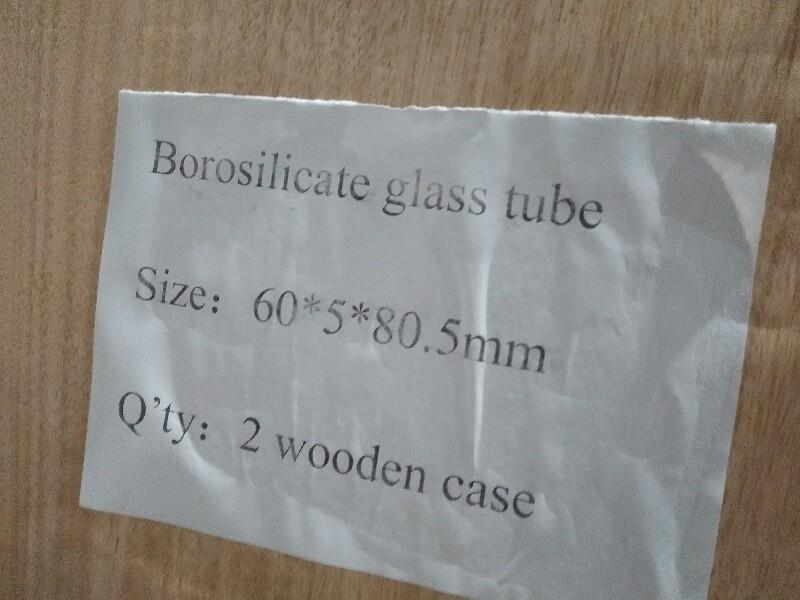 Borosilicate glass tube
Size：60*5*80.5mm
Q’ty：2 wooden case